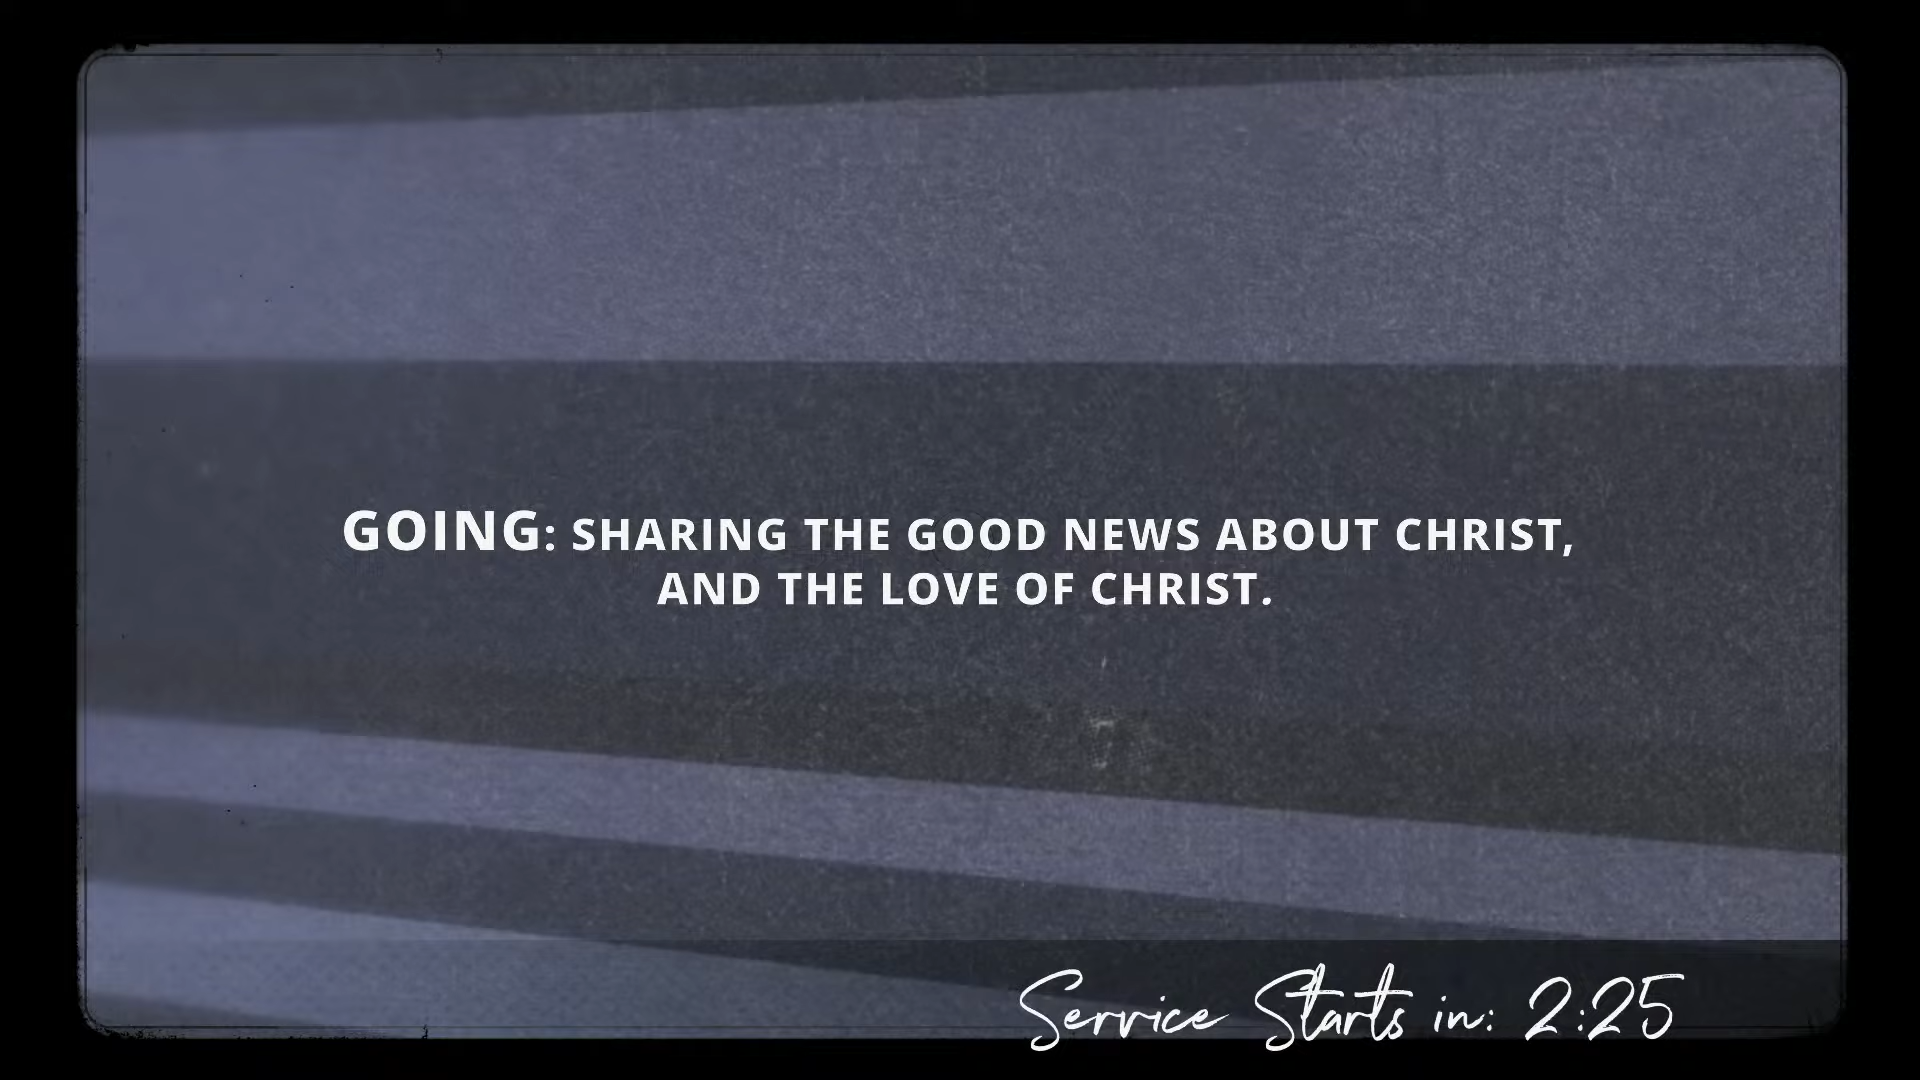 GOING: SHARING THE GOOD NEWS ABOUT CHRIST,
AND THE LOVE OF CHRIST.
Service Starts in: 2:25